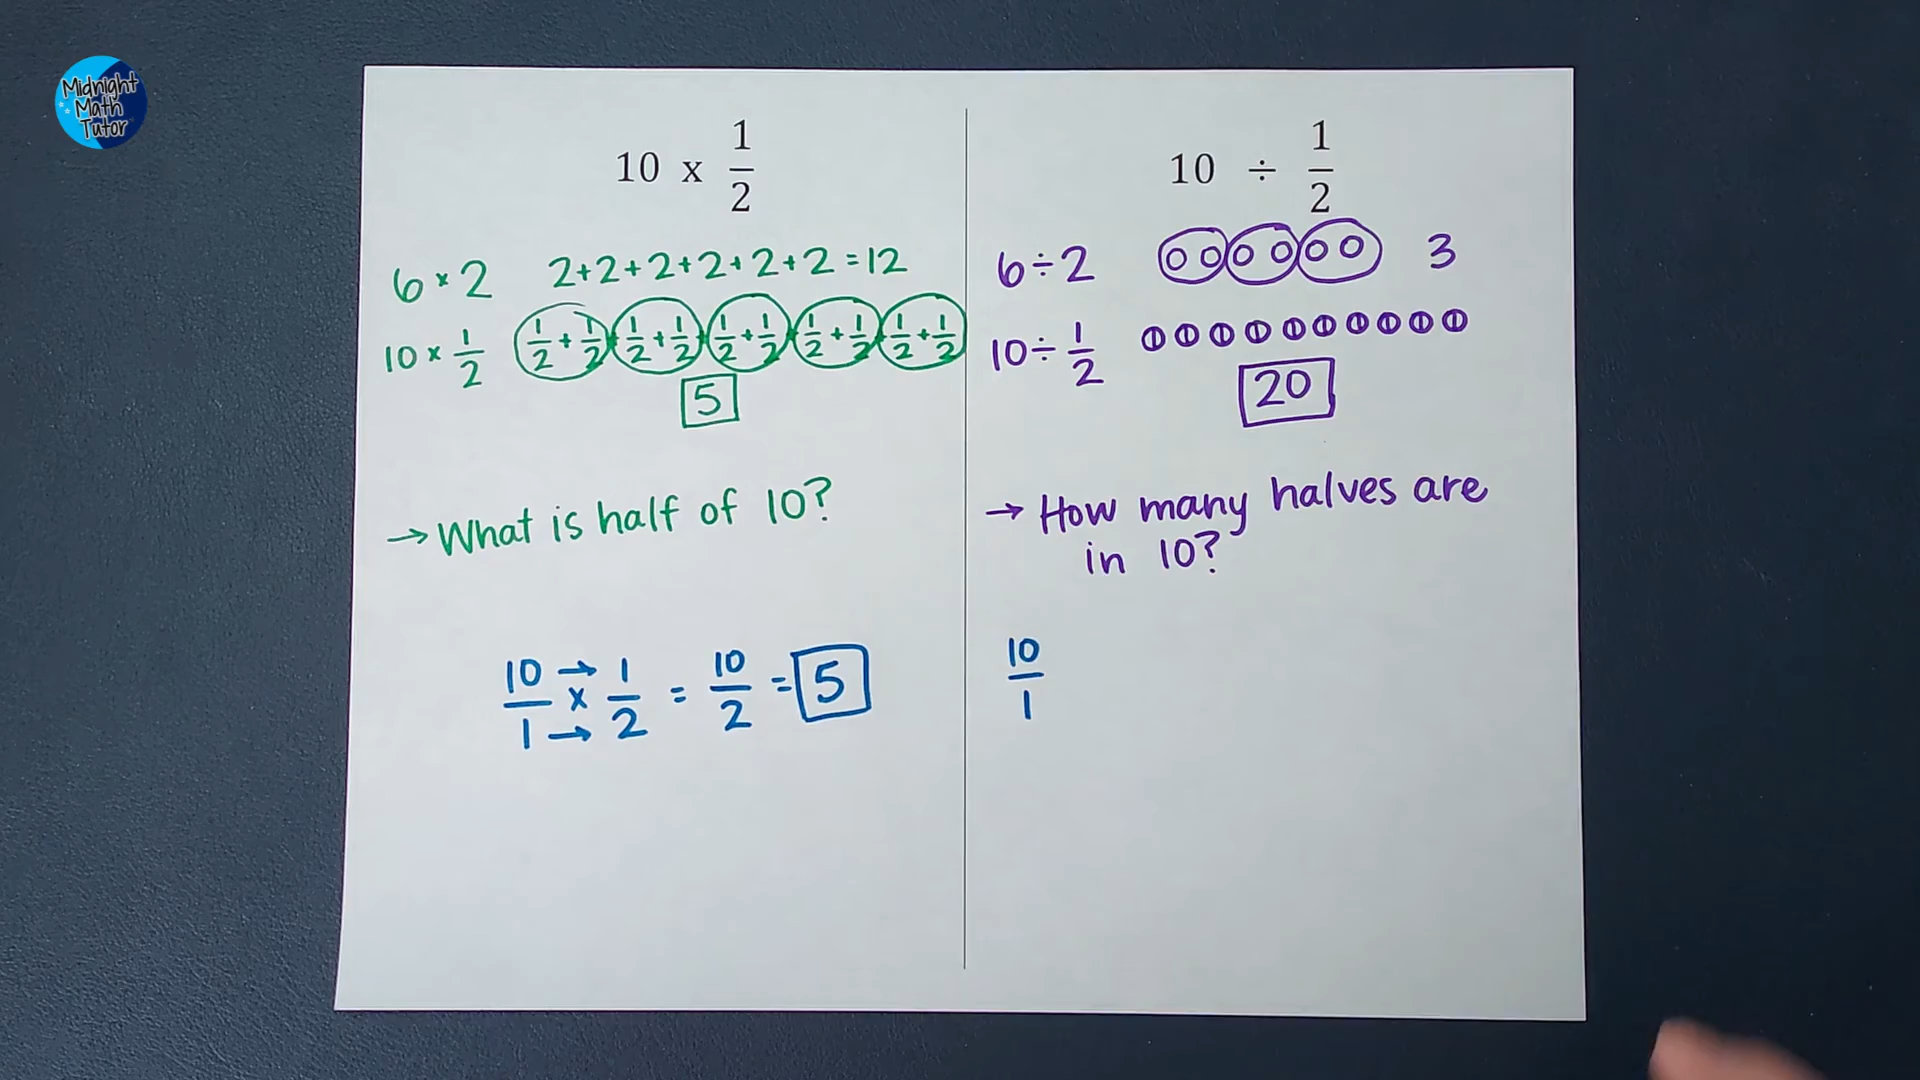 Midnight
Math
Tutor
10 x 1/2
6 × 2 2+2+2+2+2+2=12
10 × 1/2 1/2+1/2+1/2+1/2+1/2+1/2+1/2+1/2+1/2+1/2
5
→ What is half of 10?
10/1 × 1/2 = 10/2 = 5
10 ÷ 1/2
6÷2 3
10÷1/2
20
→ How many halves are
in 10?
10/1